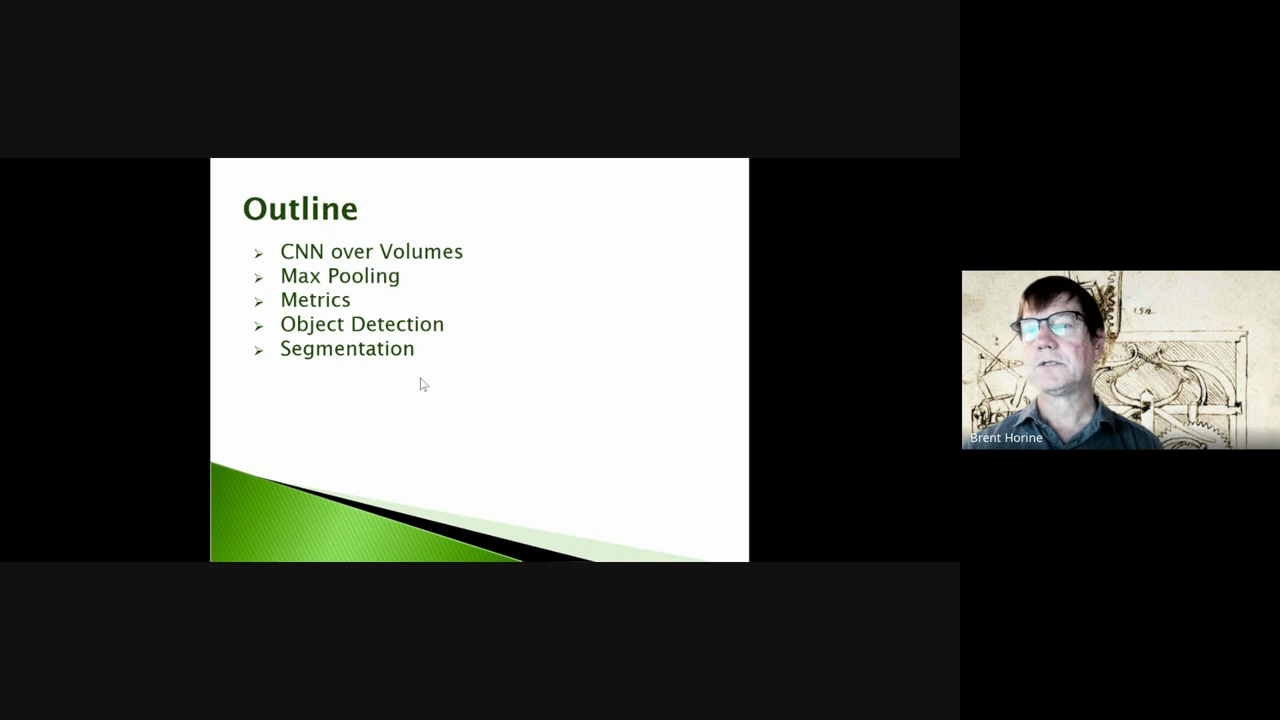 Outline
CNN over Volumes
Max Pooling
Metrics
Object Detection
Segmentation
Brent Horine